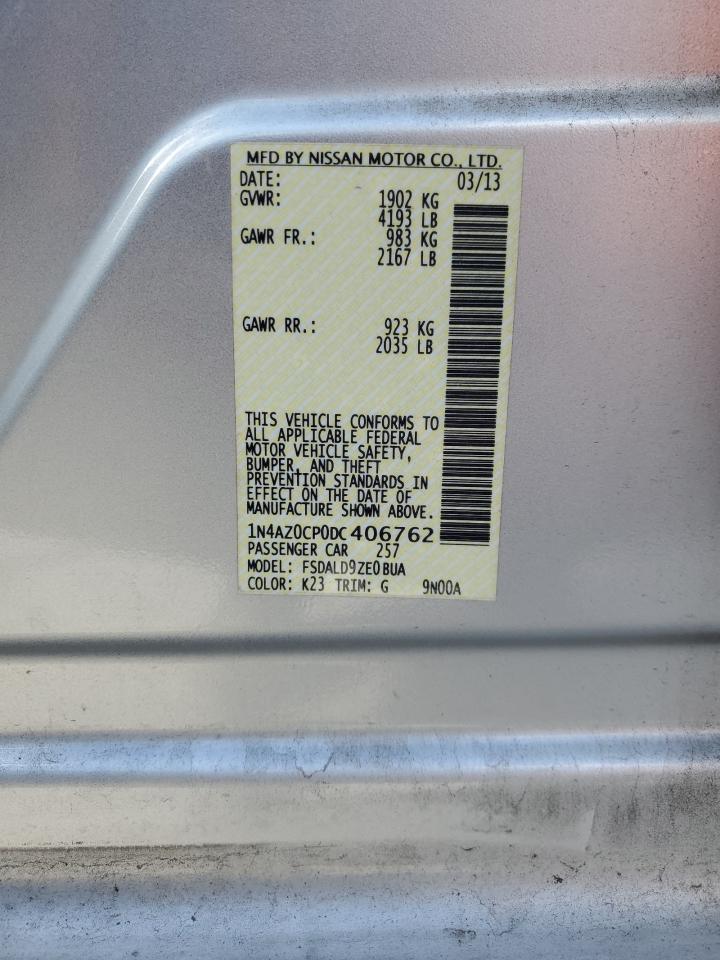 MFD BY NISSAN MOTOR CO., LTD.
DATE: 03/13
GVWR: 1902 KG
4193 LB
GAWR FR.: 983 KG
2167 LB
GAWR RR.: 923 KG
2035 LB
THIS VEHICLE CONFORMS TO
ALL APPLICABLE FEDERAL
MOTOR VEHICLE SAFETY,
BUMPER, AND THEFT
PREVENTION STANDARDS IN
EFFECT ON THE DATE OF
MANUFACTURE SHOWN ABOVE.
1N4AZ0CP0DC406762
PASSENGER CAR 257
MODEL: FSDALD9ZE0BUA
COLOR: K23 TRIM: G 9N00A